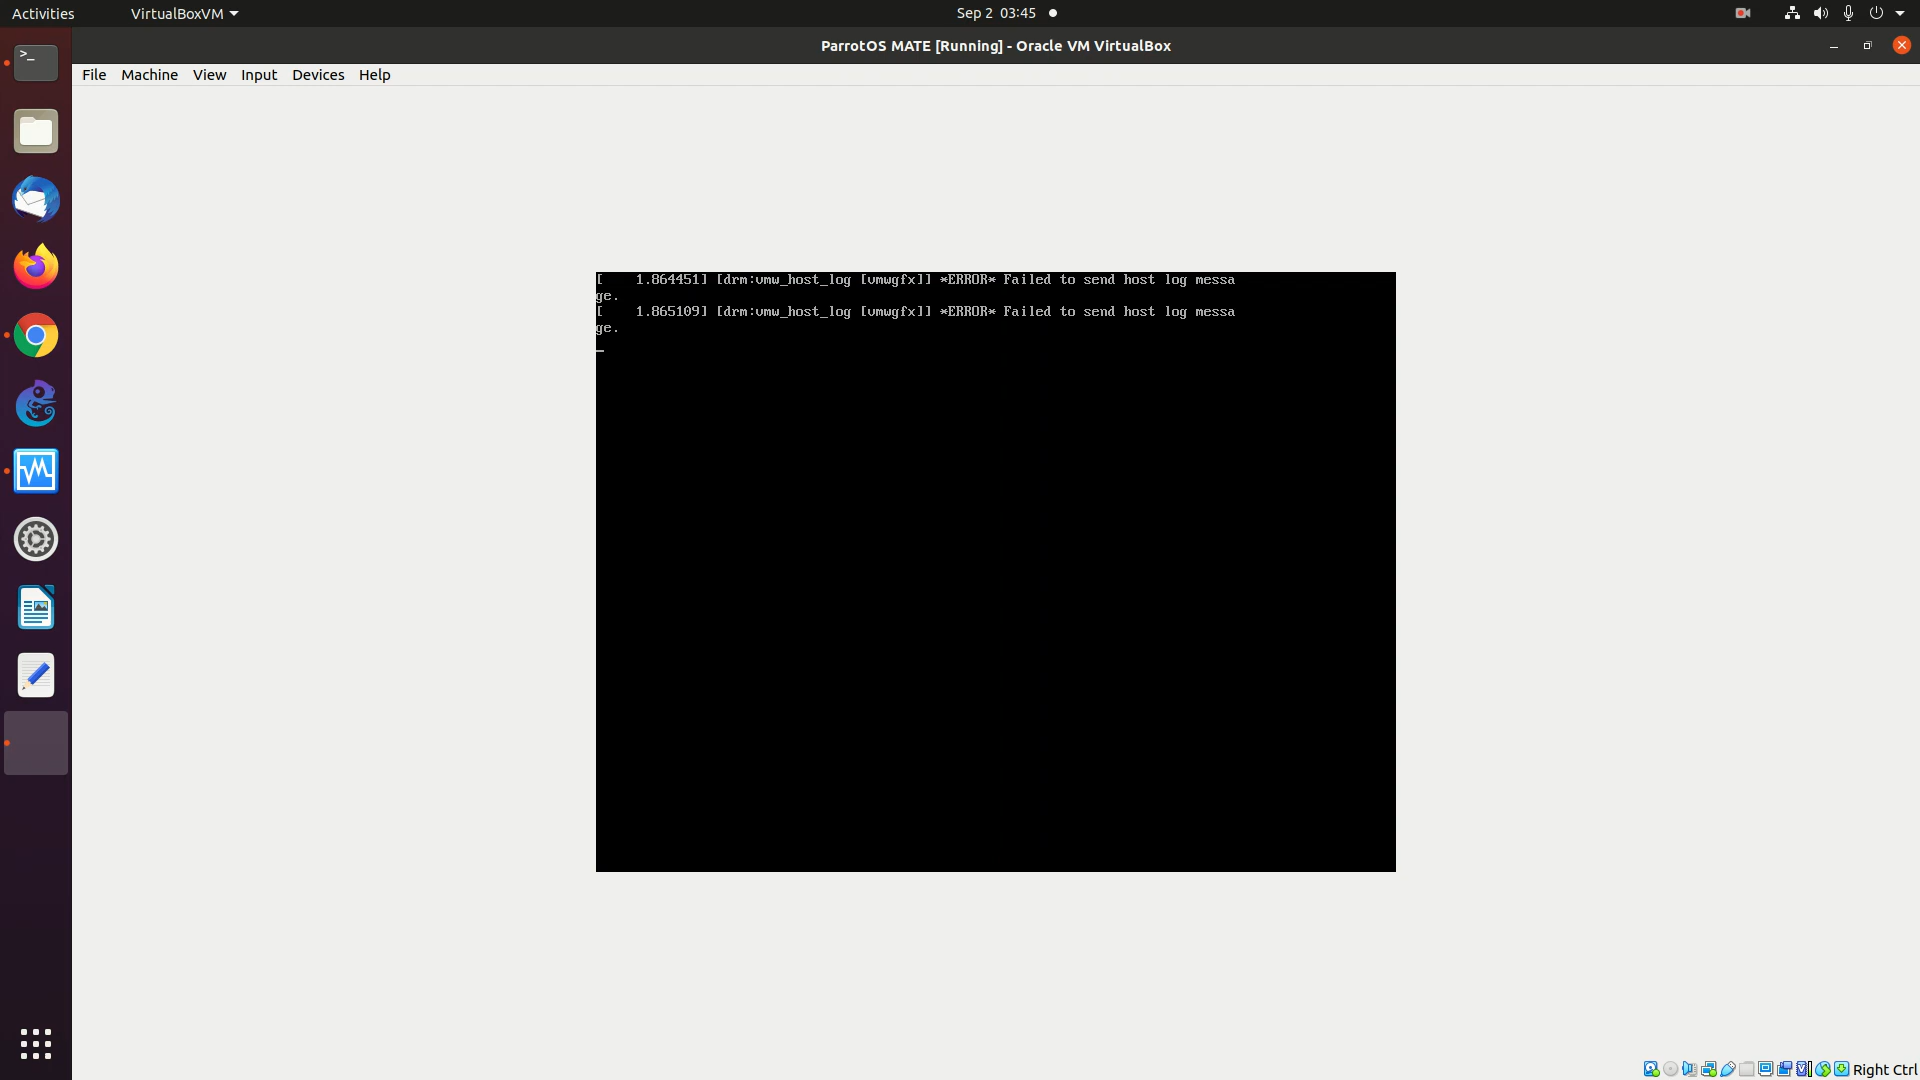 Activities
VirtualBoxVM
Sep 2 03:45
ParrotOS MATE [Running] - Oracle VM VirtualBox
File Machine View Input Devices Help
[    1.864451] [drm:vmw_host_log [vmwgfx]] *ERROR* Failed to send host log messa
ge.
[    1.865109] [drm:vmw_host_log [vmwgfx]] *ERROR* Failed to send host log messa
ge.
Right Ctrl